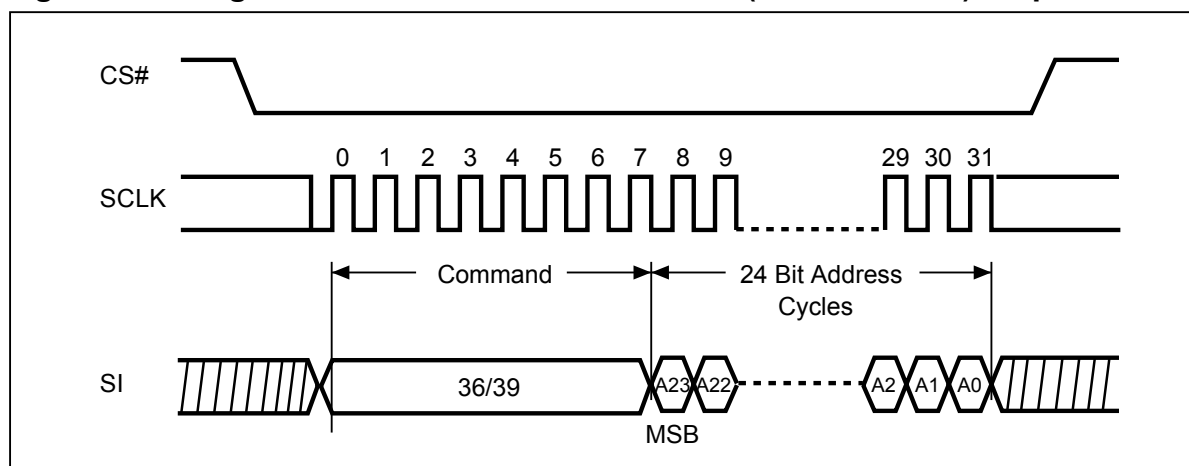 CS#
0 1 2 3 4 5 6 7 8 9 29 30 31
SCLK
Command 24 Bit Address
Cycles
SI 36/39 A23 A22 A2 A1 A0
MSB